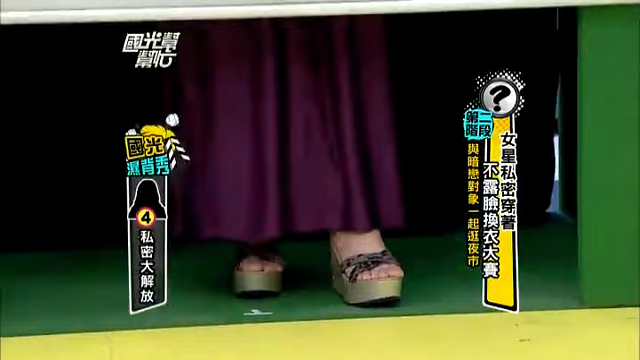 國光幫幫忙
國光
濕背秀
4
私密大解放
?
第二階段
女星私密穿著
不露臉換衣大賽
與暗戀對象一起逛夜市